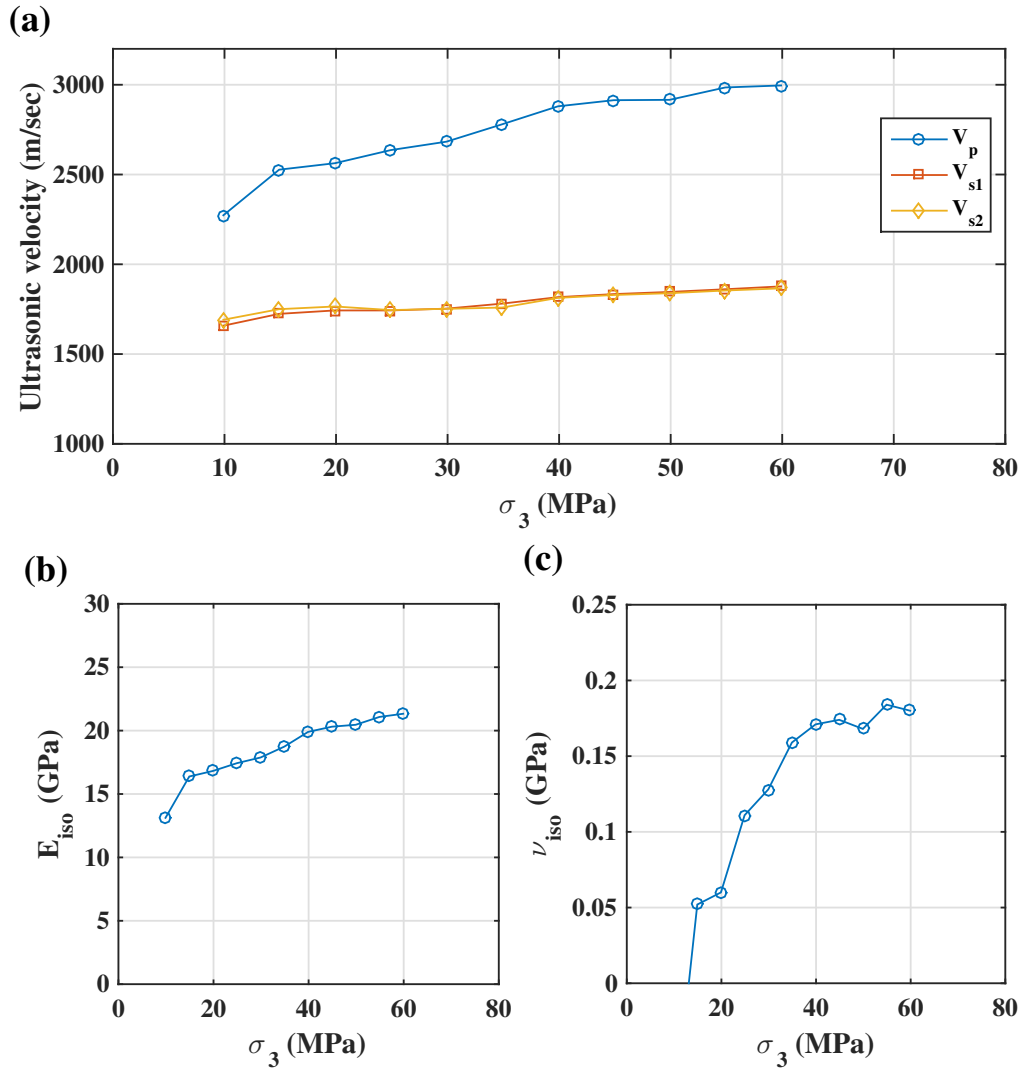 (a)
Ultrasonic velocity (m/sec)
3000
2500
2000
1500
1000
0 10 20 30 40 50 60 70 80
σ3 (MPa)
Vp
Vs1
Vs2
(b)
Eiso (GPa)
30
25
20
15
10
5
0
0 20 40 60 80
σ3 (MPa)
(c)
νiso (GPa)
0.25
0.2
0.15
0.1
0.05
0
0 20 40 60 80
σ3 (MPa)